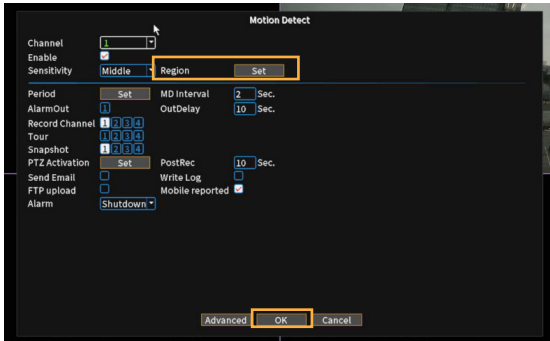 Motion Detect
Channel 1
Enable
Sensitivity Middle Region Set
Period Set MD Interval 2 Sec.
AlarmOut 1 OutDelay 10 Sec.
Record Channel 1 2 3 4
Tour 1 2 3 4
Snapshot 1 2 3 4
PTZ Activation Set PostRec 10 Sec.
Send Email Write Log
FTP upload Mobile reported
Alarm Shutdown
Advanced OK Cancel